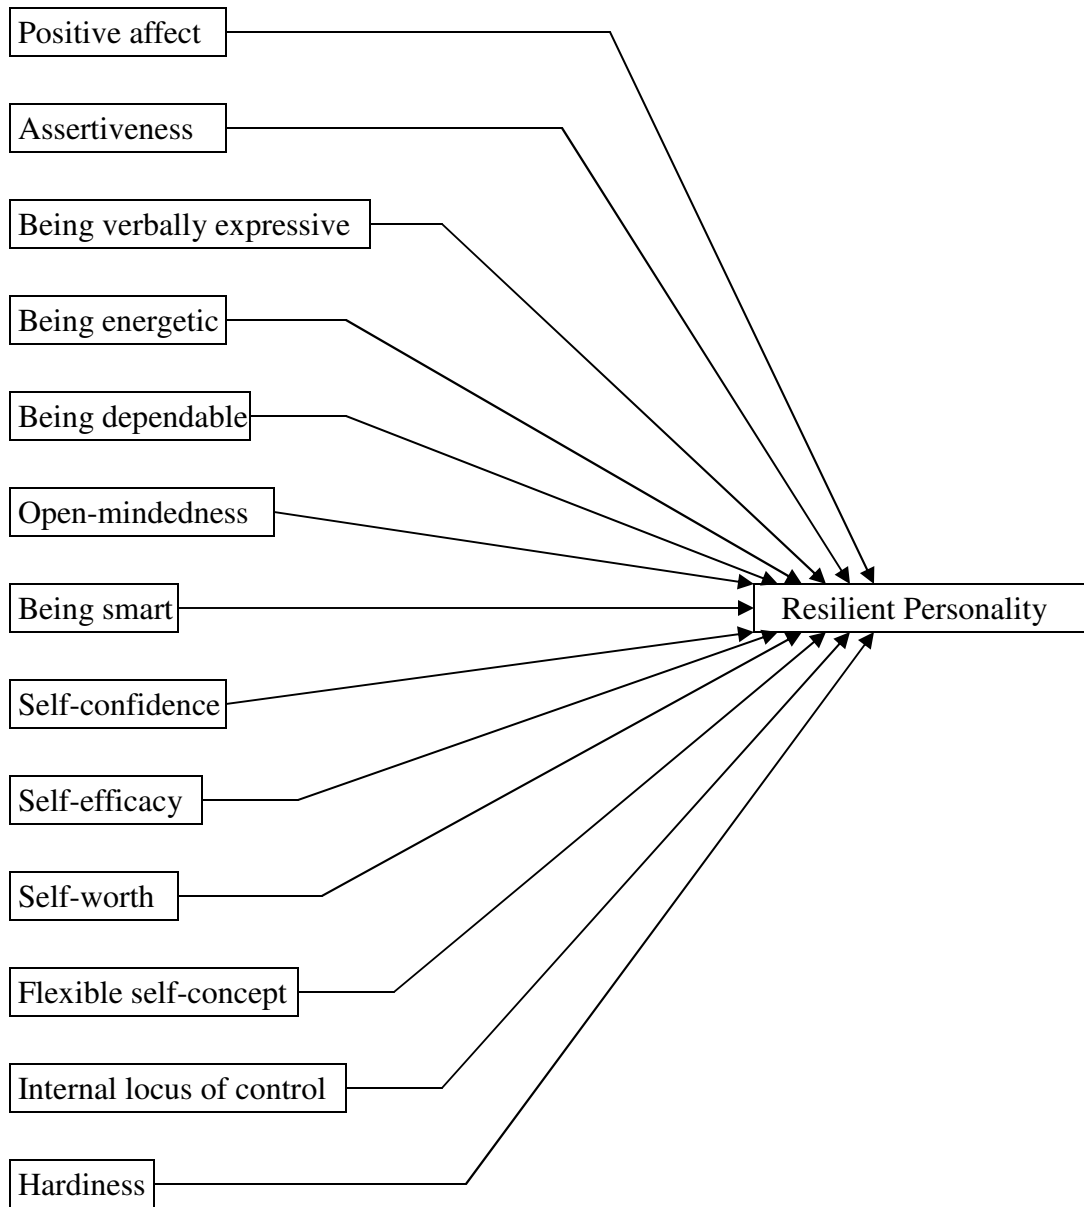 Positive affect
Assertiveness
Being verbally expressive
Being energetic
Being dependable
Open-mindedness
Being smart
Resilient Personality
Self-confidence
Self-efficacy
Self-worth
Flexible self-concept
Internal locus of control
Hardiness